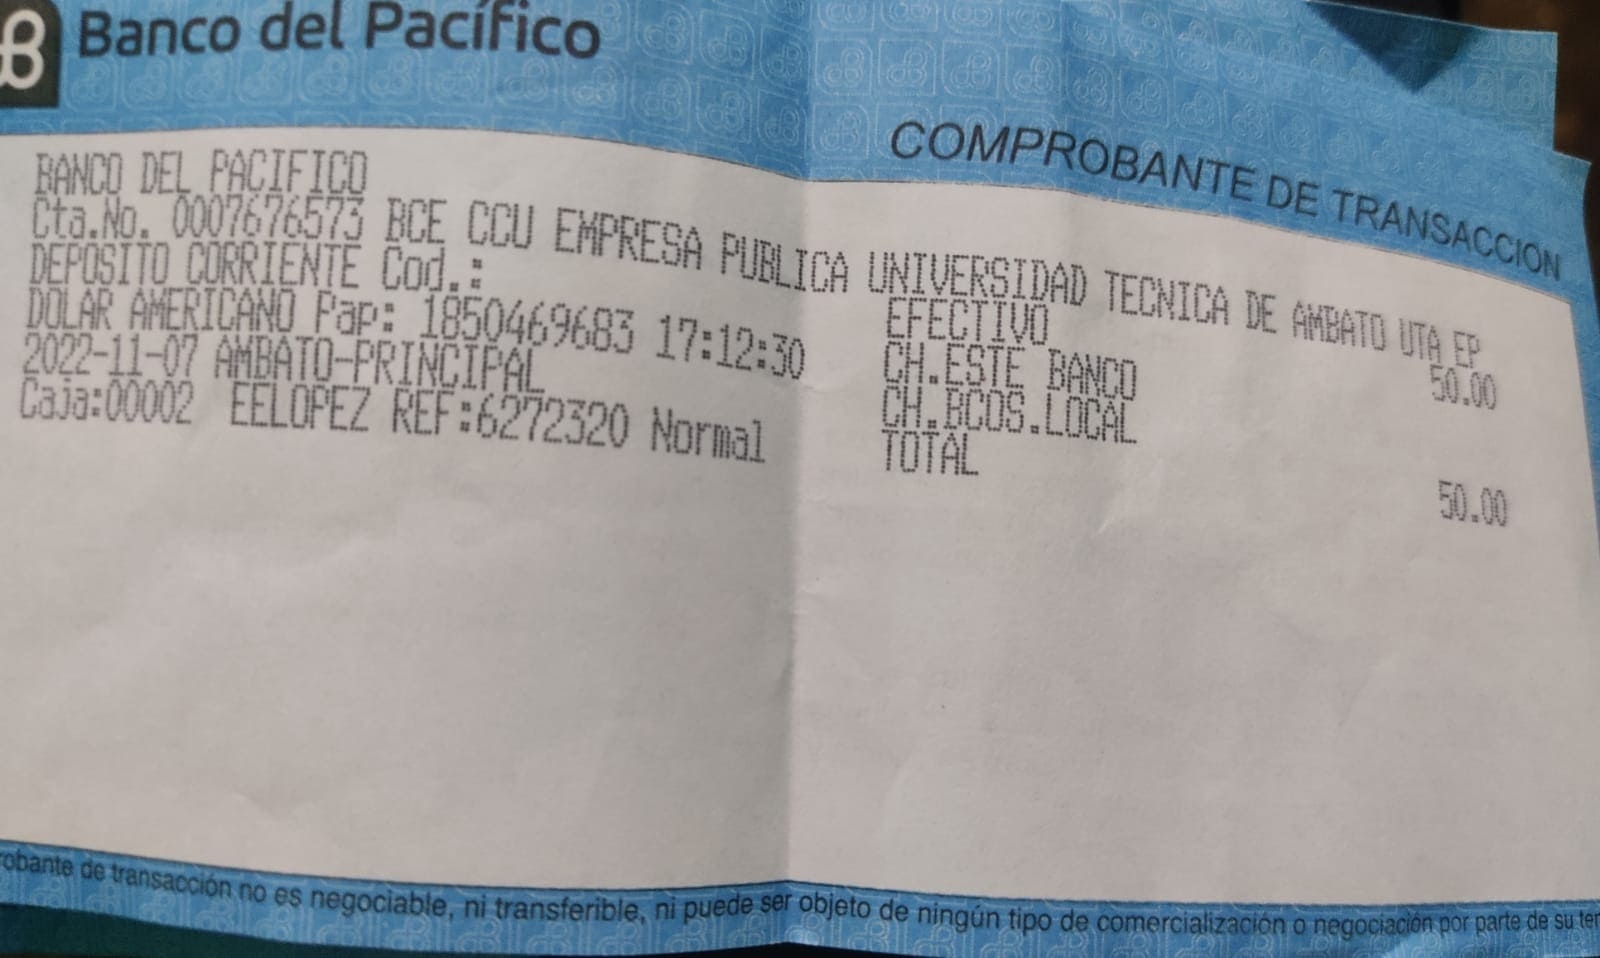 Banco del Pacífico
COMPROBANTE DE TRANSACCION
BANCO DEL PACIFICO
Cta.No. 0007676573 BCE CCU EMPRESA PUBLICA UNIVERSIDAD TECNICA DE AMBATO UTA EP
DEPOSITO CORRIENTE Cod.: EFECTIVO 50.00
DOLAR AMERICANO Pap: 1850469683 17:12:30 CH.ESTE BANCO
2022-11-07 AMBATO-PRINCIPAL CH.BCOS.LOCAL
Caja:00002 EELOPEZ REF:6272320 Normal TOTAL 50.00
obante de transacción no es negociable, ni transferible, ni puede ser objeto de ningún tipo de comercialización o negociación por parte de su ter